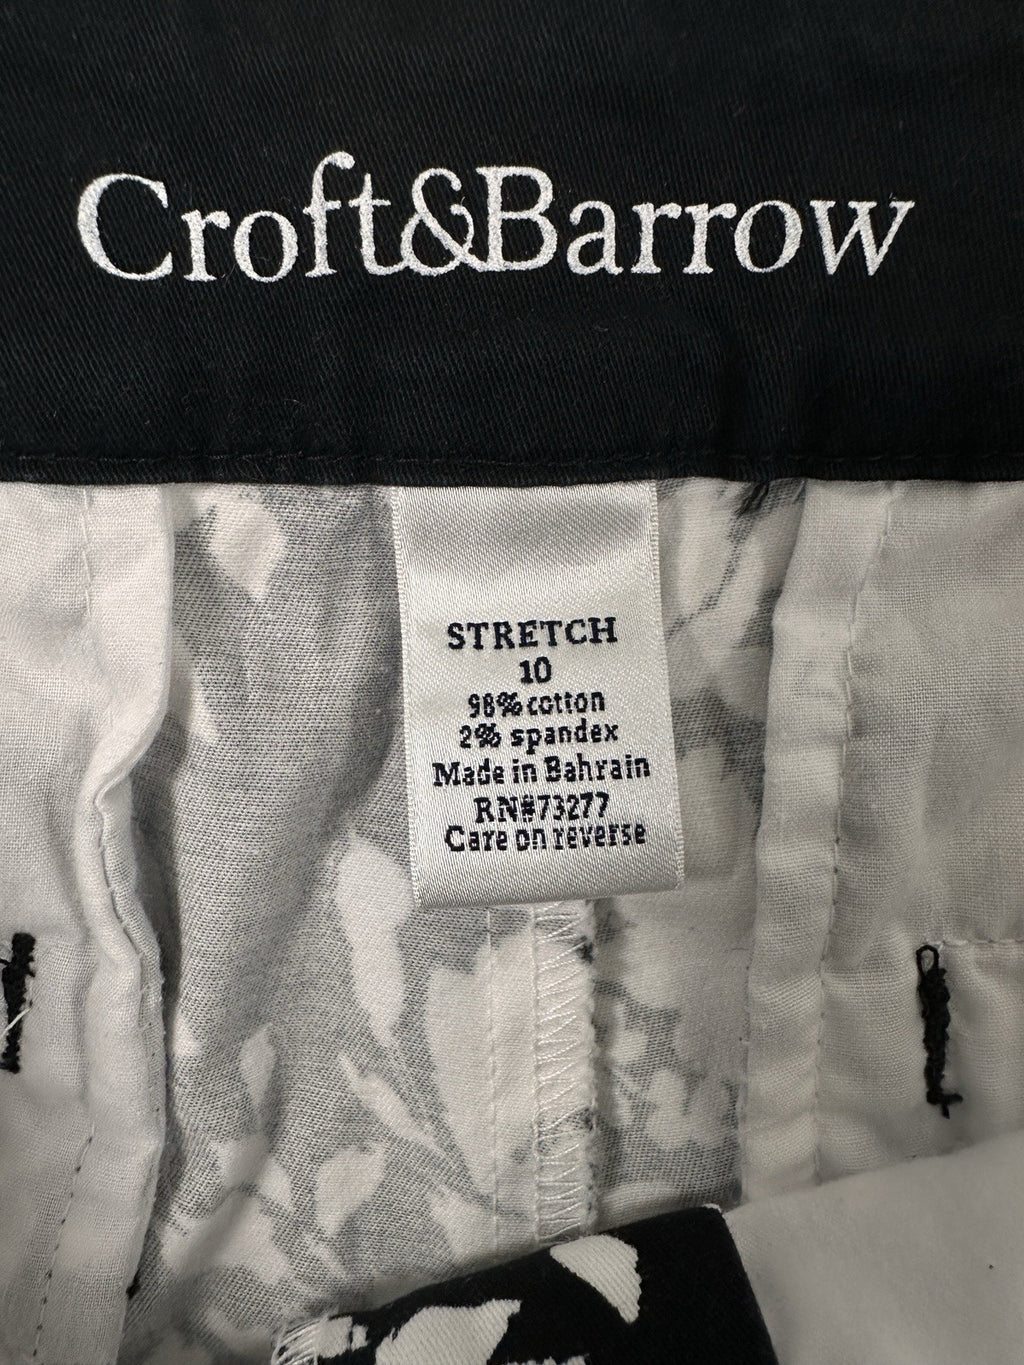 Croft&Barrow
STRETCH
10
98% cotton
2% spandex
Made in Bahrain
RN#73277
Care on reverse